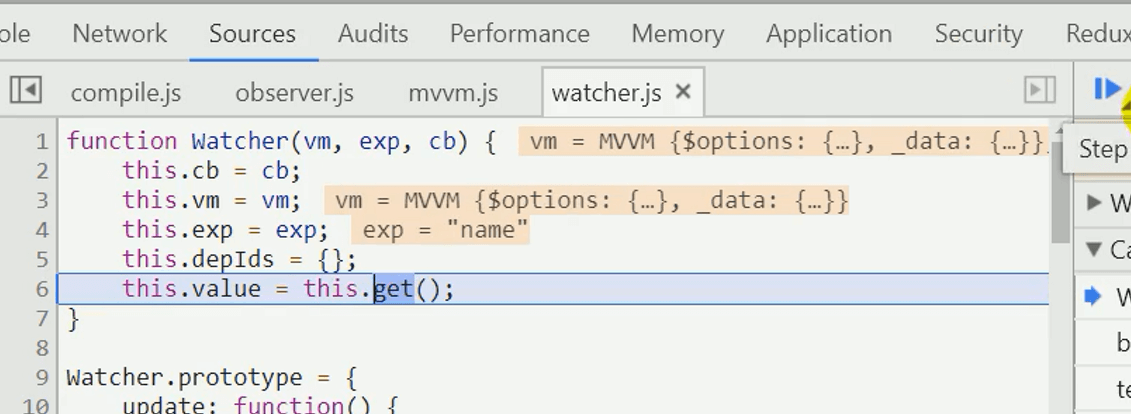 ole Network Sources Audits Performance Memory Application Security Redux
compile.js observer.js mvvm.js watcher.js ×
1 function Watcher(vm, exp, cb) { vm = MVVM {$options: {…}, _data: {…}}
Step
2 this.cb = cb;
3 this.vm = vm; vm = MVVM {$options: {…}, _data: {…}}
W
4 this.exp = exp; exp = "name"
Ca
5 this.depIds = {};
6 this.value = this.get();
W
7 }
8
b
9 Watcher.prototype = {
te
10 update: function() {